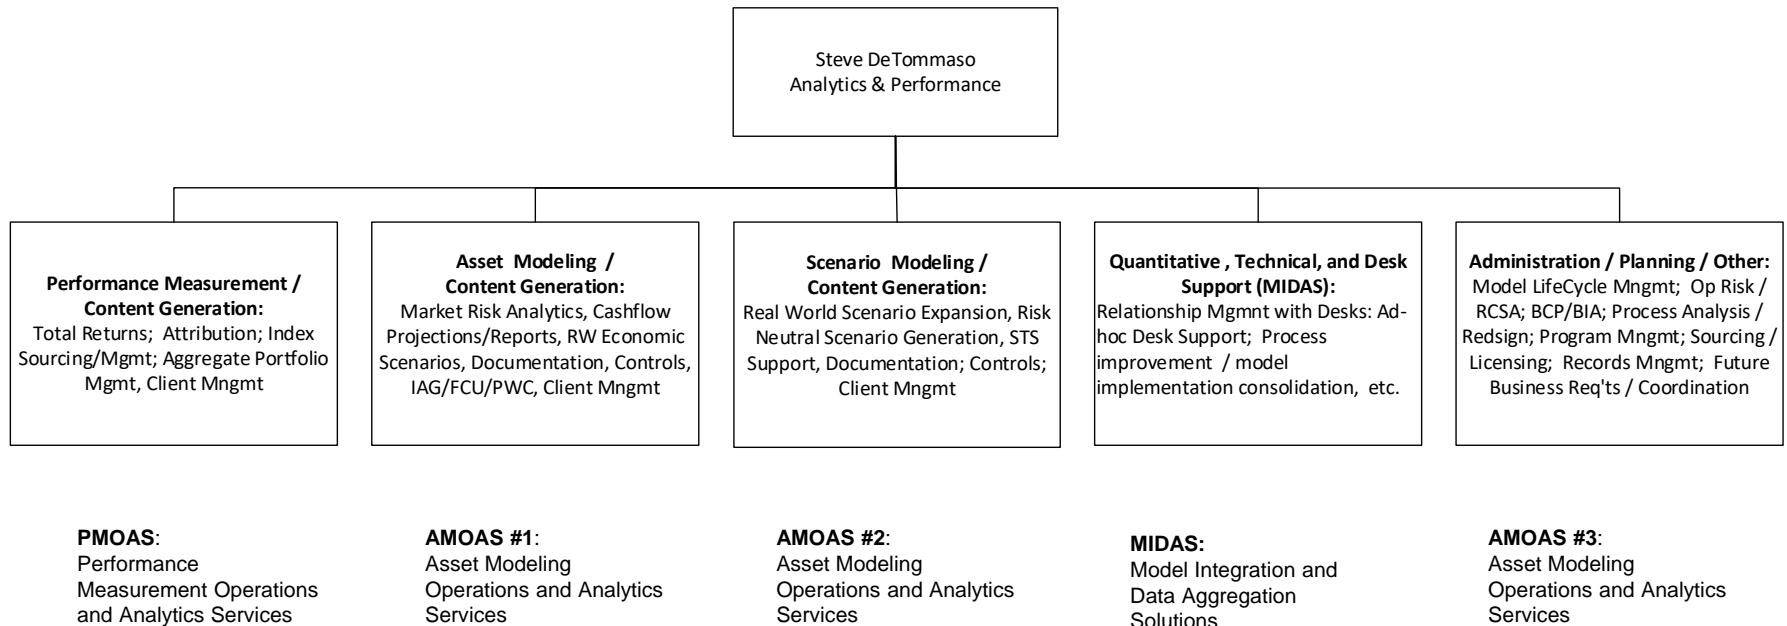 Steve DeTommaso
Analytics & Performance
Performance Measurement /
Content Generation:
Total Returns; Attribution; Index
Sourcing/Mgmt; Aggregate Portfolio
Mgmt, Client Mngmt
Asset Modeling /
Content Generation:
Market Risk Analytics, Cashflow
Projections/Reports, RW Economic
Scenarios, Documentation, Controls,
IAG/FCU/PWC, Client Mngmt
Scenario Modeling /
Content Generation:
Real World Scenario Expansion, Risk
Neutral Scenario Generation, STS
Support, Documentation; Controls;
Client Mngmt
Quantitative , Technical, and Desk
Support (MIDAS):
Relationship Mgmnt with Desks: Ad-
hoc Desk Support; Process
improvement / model
implementation consolidation, etc.
Administration / Planning / Other:
Model LifeCycle Mngmt; Op Risk /
RCSA; BCP/BIA; Process Analysis /
Redsign; Program Mngmt; Sourcing /
Licensing; Records Mngmt; Future
Business Req'ts / Coordination
PMOAS:
Performance
Measurement Operations
and Analytics Services
AMOAS #1:
Asset Modeling
Operations and Analytics
Services
AMOAS #2:
Asset Modeling
Operations and Analytics
Services
MIDAS:
Model Integration and
Data Aggregation
Solutions
AMOAS #3:
Asset Modeling
Operations and Analytics
Services